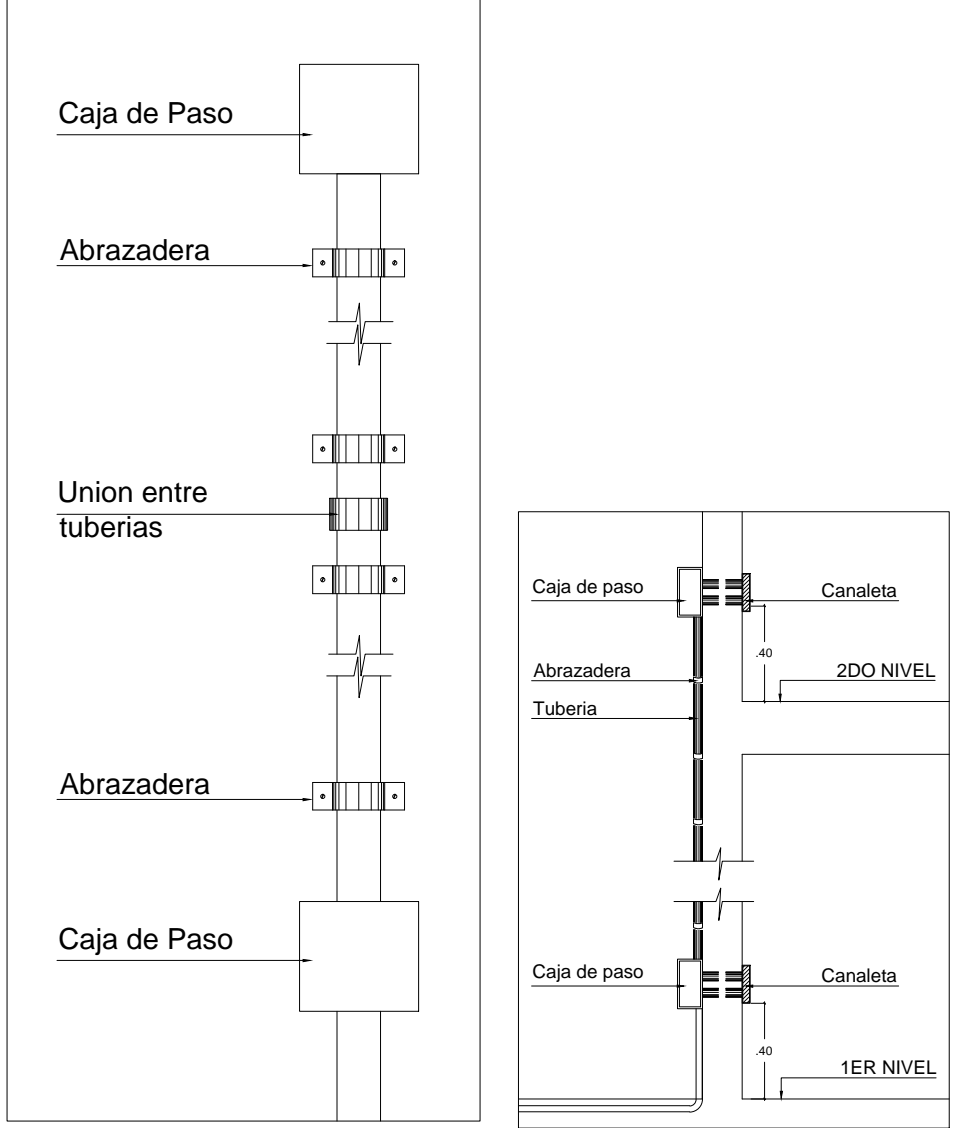 Caja de Paso
Abrazadera
Union entre
tuberias
Abrazadera
Caja de Paso
Caja de paso
Canaleta
.40
Abrazadera
2DO NIVEL
Tuberia
Caja de paso
Canaleta
.40
1ER NIVEL